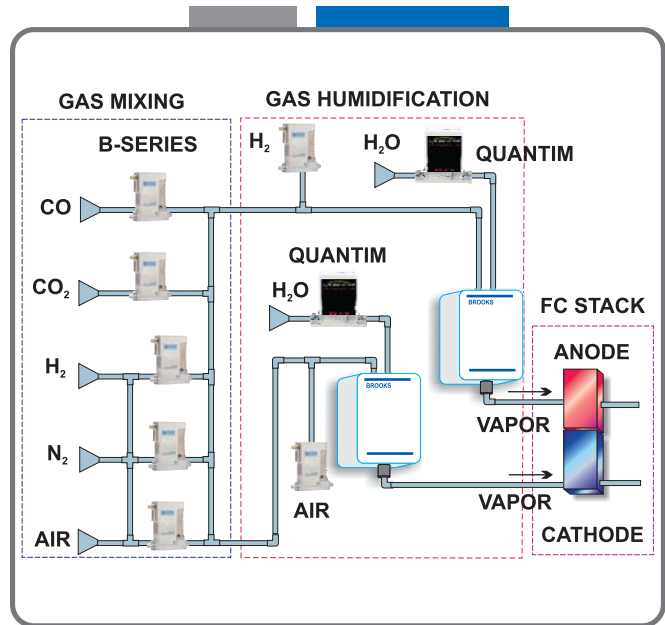 GAS MIXING
GAS HUMIDIFICATION
B-SERIES
H₂
H₂O
QUANTIM
CO
QUANTIM
CO₂
H₂O
BROOKS
FC STACK
H₂
ANODE
BROOKS
VAPOR
N₂
AIR
VAPOR
AIR
CATHODE